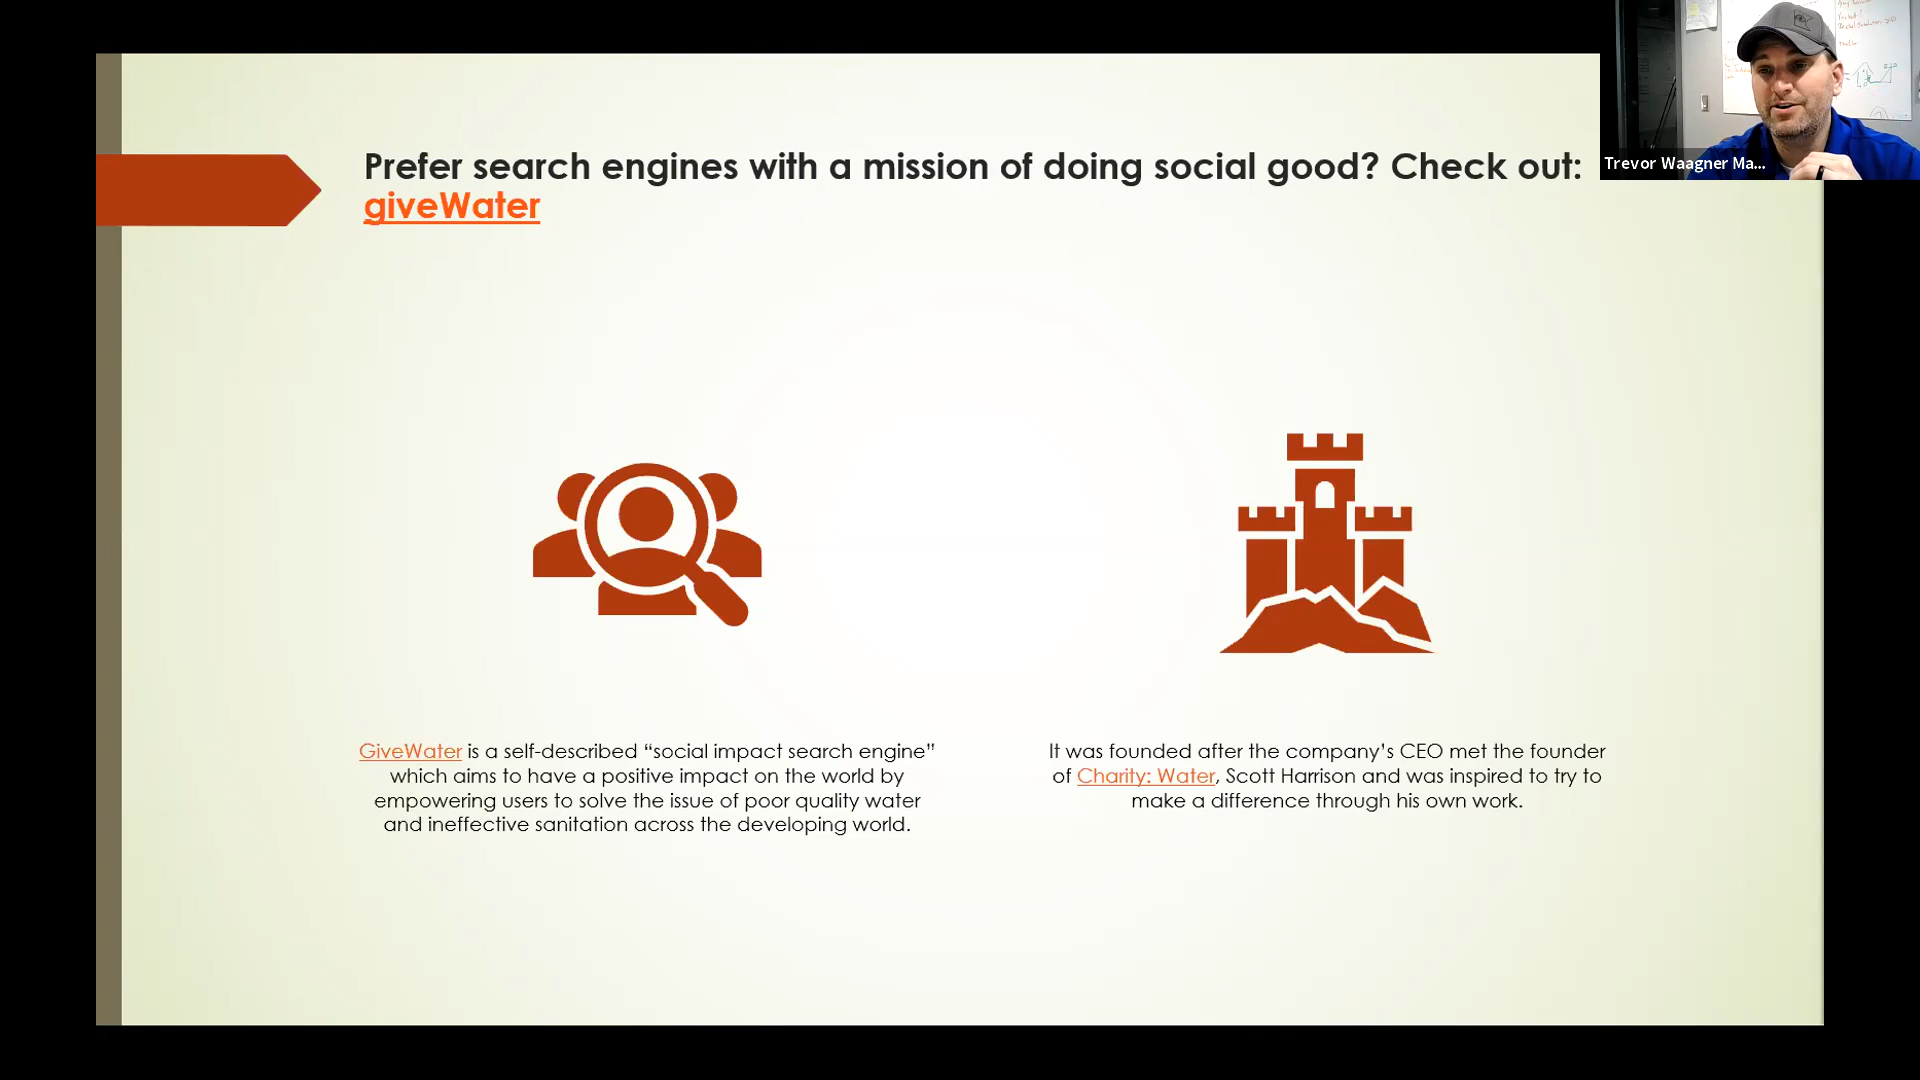 Prefer search engines with a mission of doing social good? Check out:
giveWater
Trevor Waagner Ma...
GiveWater is a self-described “social impact search engine”
which aims to have a positive impact on the world by
empowering users to solve the issue of poor quality water
and ineffective sanitation across the developing world.
It was founded after the company’s CEO met the founder
of Charity: Water, Scott Harrison and was inspired to try to
make a difference through his own work.